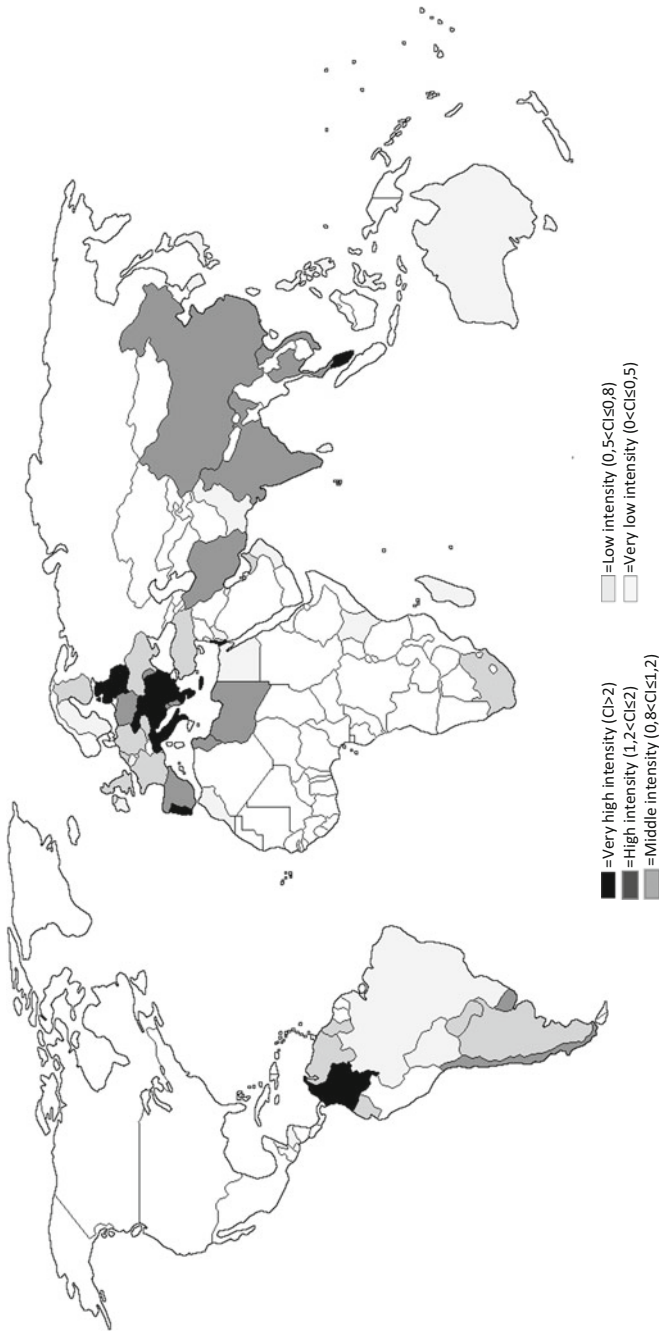 =Very high intensity (CI>2)
=High intensity (1,2<CI≤2)
=Middle intensity (0,8<CI≤1,2)
=Low intensity (0,5<CI≤0,8)
=Very low intensity (0<CI≤0,5)